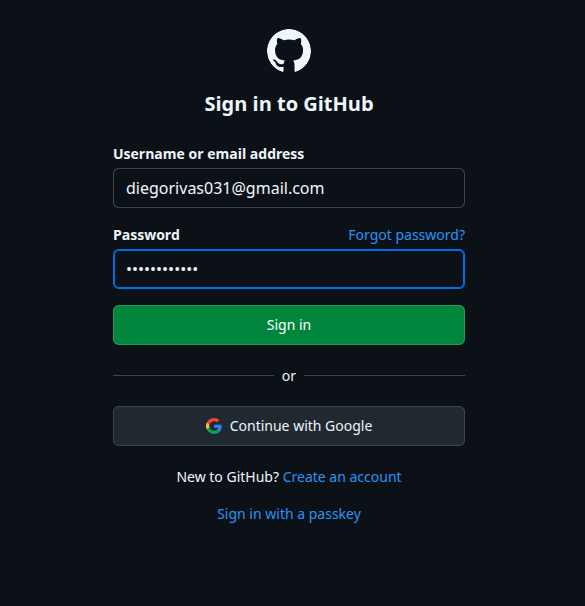 Sign in to GitHub
Username or email address
diegorivas031@gmail.com
Password Forgot password?
••••••••••••
Sign in
or
Continue with Google
New to GitHub? Create an account
Sign in with a passkey